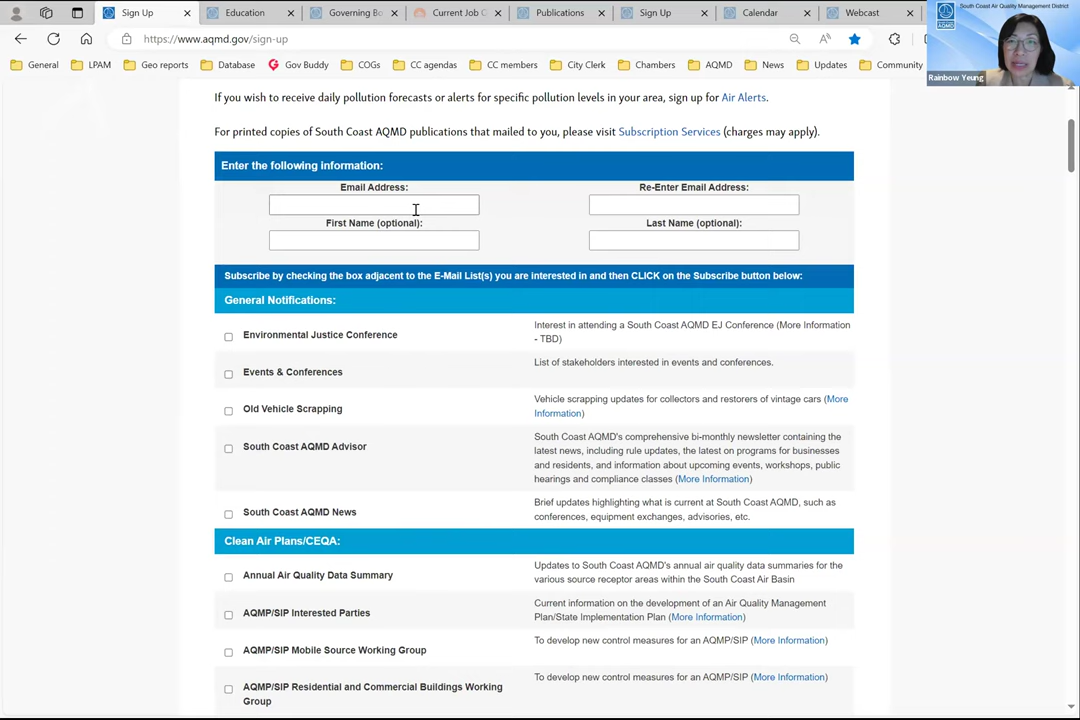 Sign Up
Education
Governing Bo
Current Job O
Publications
Sign Up
Calendar
Webcast
South Coast Air Quality Management District
https://www.aqmd.gov/sign-up
General
LPAM
Geo reports
Database
Gov Buddy
COGs
CC agendas
CC members
City Clerk
Chambers
AQMD
News
Updates
Community
Rainbow Yeung
If you wish to receive daily pollution forecasts or alerts for specific pollution levels in your area, sign up for Air Alerts.
For printed copies of South Coast AQMD publications that mailed to you, please visit Subscription Services (charges may apply).
Enter the following information:
Email Address:
Re-Enter Email Address:
First Name (optional):
Last Name (optional):
Subscribe by checking the box adjacent to the E-Mail List(s) you are interested in and then CLICK on the Subscribe button below:
General Notifications:
Environmental Justice Conference
Interest in attending a South Coast AQMD EJ Conference (More Information
- TBD)
Events & Conferences
List of stakeholders interested in events and conferences.
Old Vehicle Scrapping
Vehicle scrapping updates for collectors and restorers of vintage cars (More
Information)
South Coast AQMD Advisor
South Coast AQMD's comprehensive bi-monthly newsletter containing the
latest news, including rule updates, the latest on programs for businesses
and residents, and information about upcoming events, workshops, public
hearings and compliance classes (More Information)
South Coast AQMD News
Brief updates highlighting what is current at South Coast AQMD, such as
conferences, equipment exchanges, advisories, etc.
Clean Air Plans/CEQA:
Annual Air Quality Data Summary
Updates to South Coast AQMD's annual air quality data summaries for the
various source receptor areas within the South Coast Air Basin
AQMP/SIP Interested Parties
Current information on the development of an Air Quality Management
Plan/State Implementation Plan (More Information)
AQMP/SIP Mobile Source Working Group
To develop new control measures for an AQMP/SIP (More Information)
AQMP/SIP Residential and Commercial Buildings Working
Group
To develop new control measures for an AQMP/SIP (More Information)